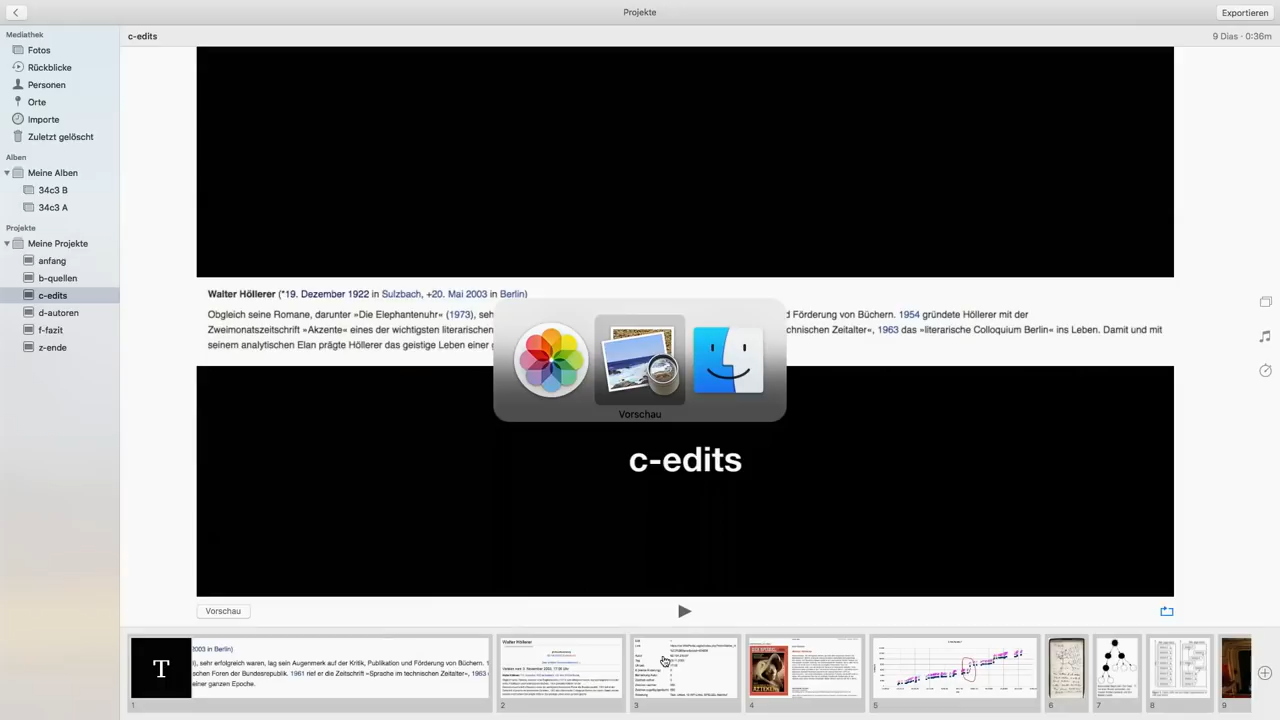 Projekte
Exportieren
Mediathek
c-edits
9 Dias · 0:36m
Fotos
Rückblicke
Personen
Orte
Importe
Zuletzt gelöscht
Alben
Meine Alben
34c3 B
34c3 A
Projekte
Meine Projekte
anfang
b-quellen
c-edits
d-autoren
f-fazit
z-ende
Walter Höllerer (*19. Dezember 1922 in Sulzbach, +20. Mai 2003 in Berlin)
Obgleich seine Romane, darunter »Die Elephantenuhr« (1973), seh d Förderung von Büchern. 1954 gründete Höllerer mit der
Zweimonatszeitschrift »Akzente« eines der wichtigsten literarischen chnischen Zeitalter«, 1963 das »literarische Colloquium Berlin« ins Leben. Damit und mit
seinem analytischen Elan prägte Höllerer das geistige Leben einer g
Vorschau
c-edits
Vorschau
T
2003 in Berlin)
), sehr erfolgreich waren, lag sein Augenmerk auf der Kritik, Publikation und Förderung von Büchern. 1
schen Foren der Bundesrepublik. 1961 rief er die Zeitschrift »Sprache im technischen Zeitalter«, 1963
er ganzen Epoche.
Walter Höllerer
DER SPIEGEL
1
2
3
4
5
6
7
8
9